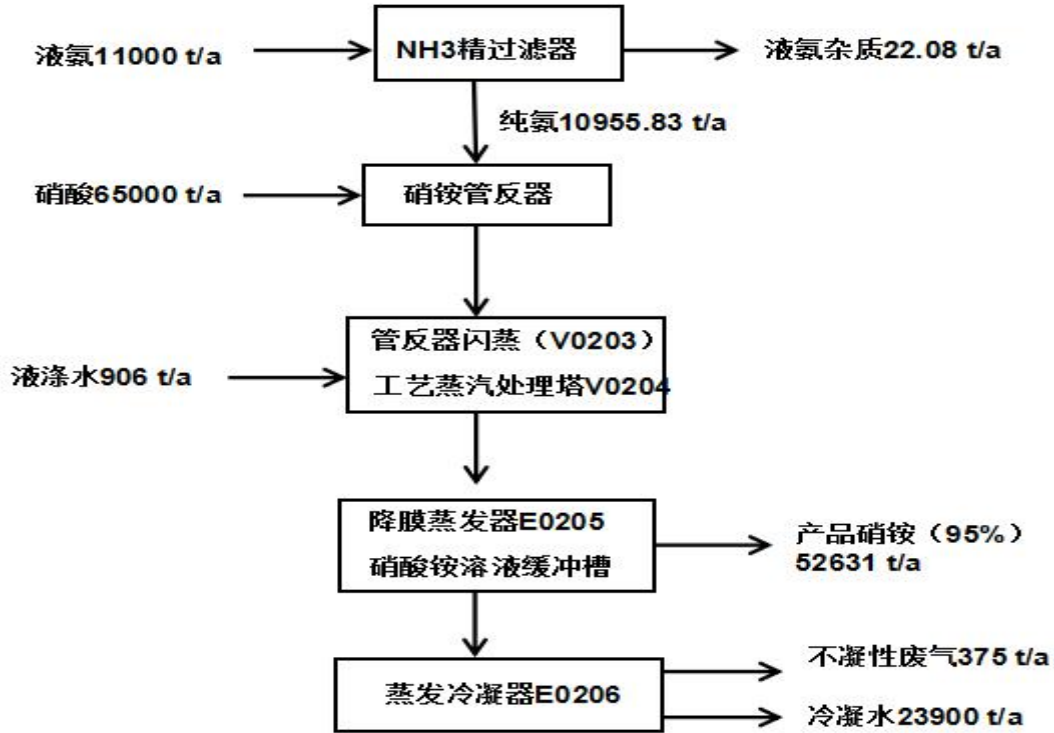 液氨11000 t/a
NH3精过滤器
液氨杂质22.08 t/a
纯氨10955.83 t/a
硝酸65000 t/a
硝铵管反器
管反器闪蒸（V0203）
工艺蒸汽处理塔V0204
液涤水906 t/a
降膜蒸发器E0205
硝酸铵溶液缓冲槽
产品硝铵（95%）
52631 t/a
蒸发冷凝器E0206
不凝性废气375 t/a
冷凝水23900 t/a